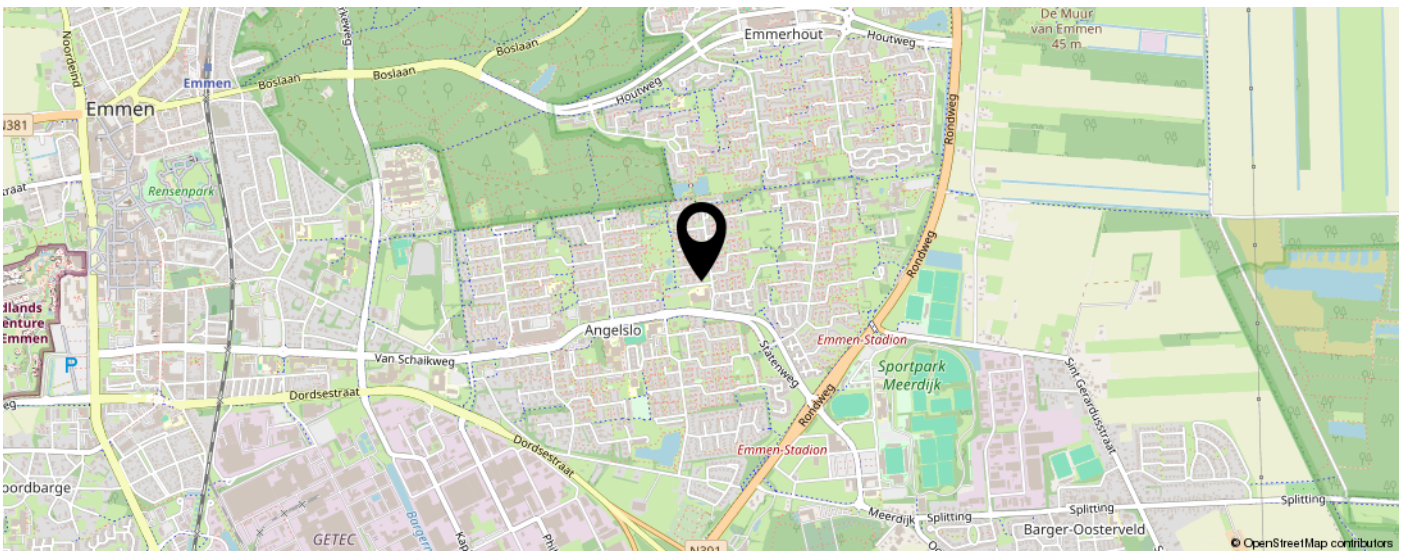 De Muur
van Emmen
45 m
Emmerhout
Houtweg
Noordeind
Boslaan
Boslaan
Boslaan
Emmen
Emmen
Houtweg
N381
Rondweg
Rensenpark
Rondweg
Angelslo
Van Schaikweg
Statenweg
Emmen-Stadion
Sportpark
Meerdijk
Sint Gerardusstraat
P
Dordsestraat
Rondweg
Dordsestraat
Emmen-Stadion
Splitting
Splitting
Splitting
Meerdijk
Barger-Oosterveld
GETEC
N391
© OpenStreetMap contributors